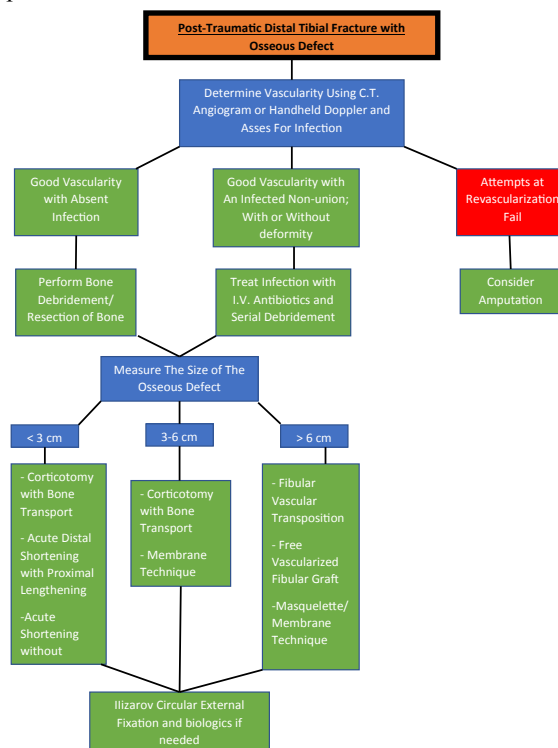 Post-Traumatic Distal Tibial Fracture with
Osseous Defect
Determine Vascularity Using C.T.
Angiogram or Handheld Doppler and
Asses For Infection
Good Vascularity
with Absent
Infection
Good Vascularity with
An Infected Non-union;
With or Without
deformity
Attempts at
Revascularization
Fail
Perform Bone
Debridement/
Resection of Bone
Treat Infection with
I.V. Antibiotics and
Serial Debridement
Consider
Amputation
Measure The Size of The
Osseous Defect
< 3 cm
3-6 cm
> 6 cm
- Corticotomy
with Bone
Transport
- Acute Distal
Shortening
with Proximal
Lengthening
-Acute
Shortening
without
- Corticotomy
with Bone
Transport
- Membrane
Technique
- Fibular
Vascular
Transposition
- Free
Vascularized
Fibular Graft
-Masquelette/
Membrane
Technique
Ilizarov Circular External
Fixation and biologics if
needed